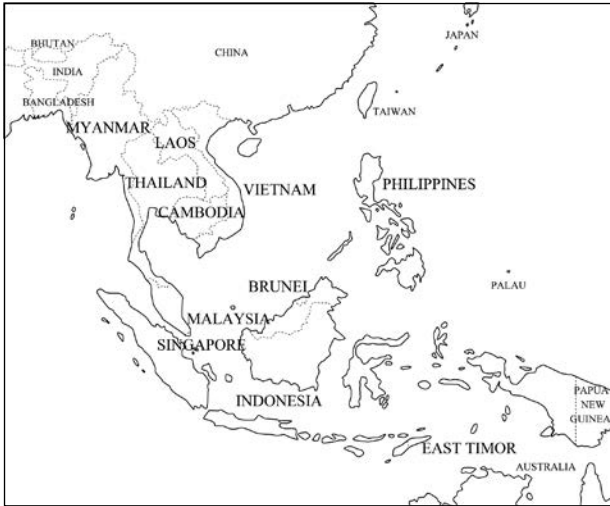 JAPAN
BHUTAN
CHINA
INDIA
BANGLADESH
TAIWAN
MYANMAR
LAOS
THAILAND
VIETNAM
PHILIPPINES
CAMBODIA
BRUNEI
PALAU
MALAYSIA
SINGAPORE
INDONESIA
PAPUA
NEW
GUINEA
EAST TIMOR
AUSTRALIA